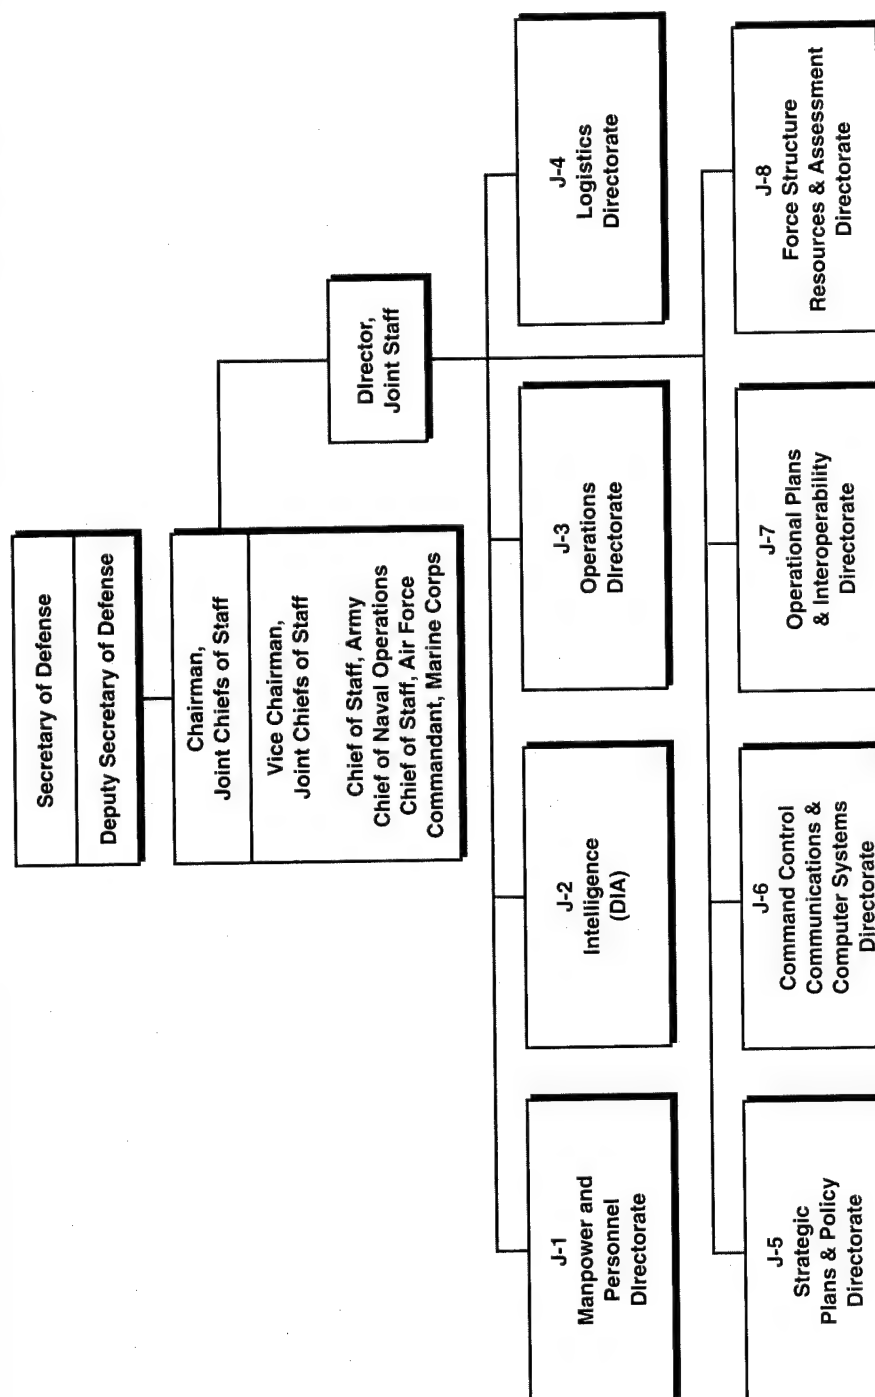 Secretary of Defense
Deputy Secretary of Defense
Chairman,
Joint Chiefs of Staff
Vice Chairman,
Joint Chiefs of Staff
Chief of Staff, Army
Chief of Naval Operations
Chief of Staff, Air Force
Commandant, Marine Corps
DIrector,
Joint Staff
J-1
Manpower and
Personnel
DIrectorate
J-2
Intelligence
(DIA)
J-3
Operations
DIrectorate
J-4
Logistics
Directorate
J-5
Strategic
Plans & Policy
Directorate
J-6
Command Control
Communications &
Computer Systems
Directorate
J-7
Operational Plans
& Interoperability
Directorate
J-8
Force Structure
Resources & Assessment
Directorate